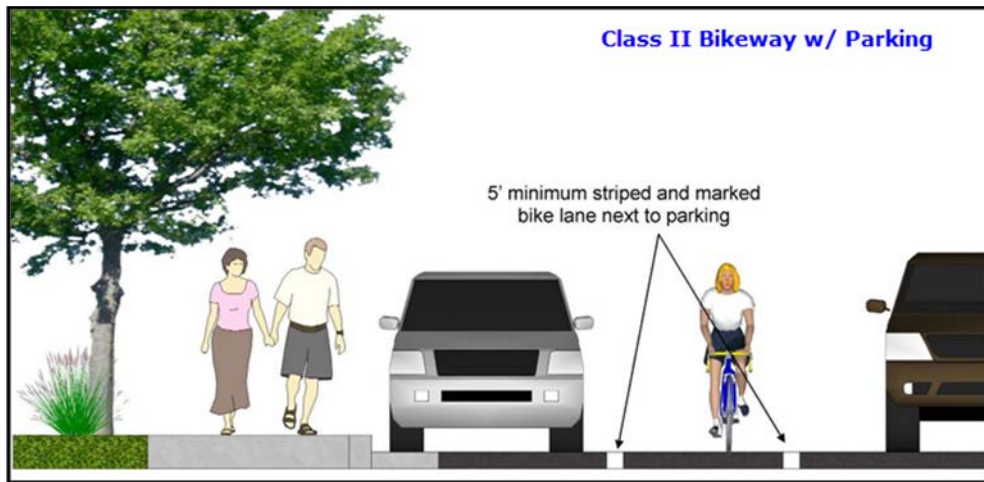 Class II Bikeway w/ Parking
5' minimum striped and marked
bike lane next to parking